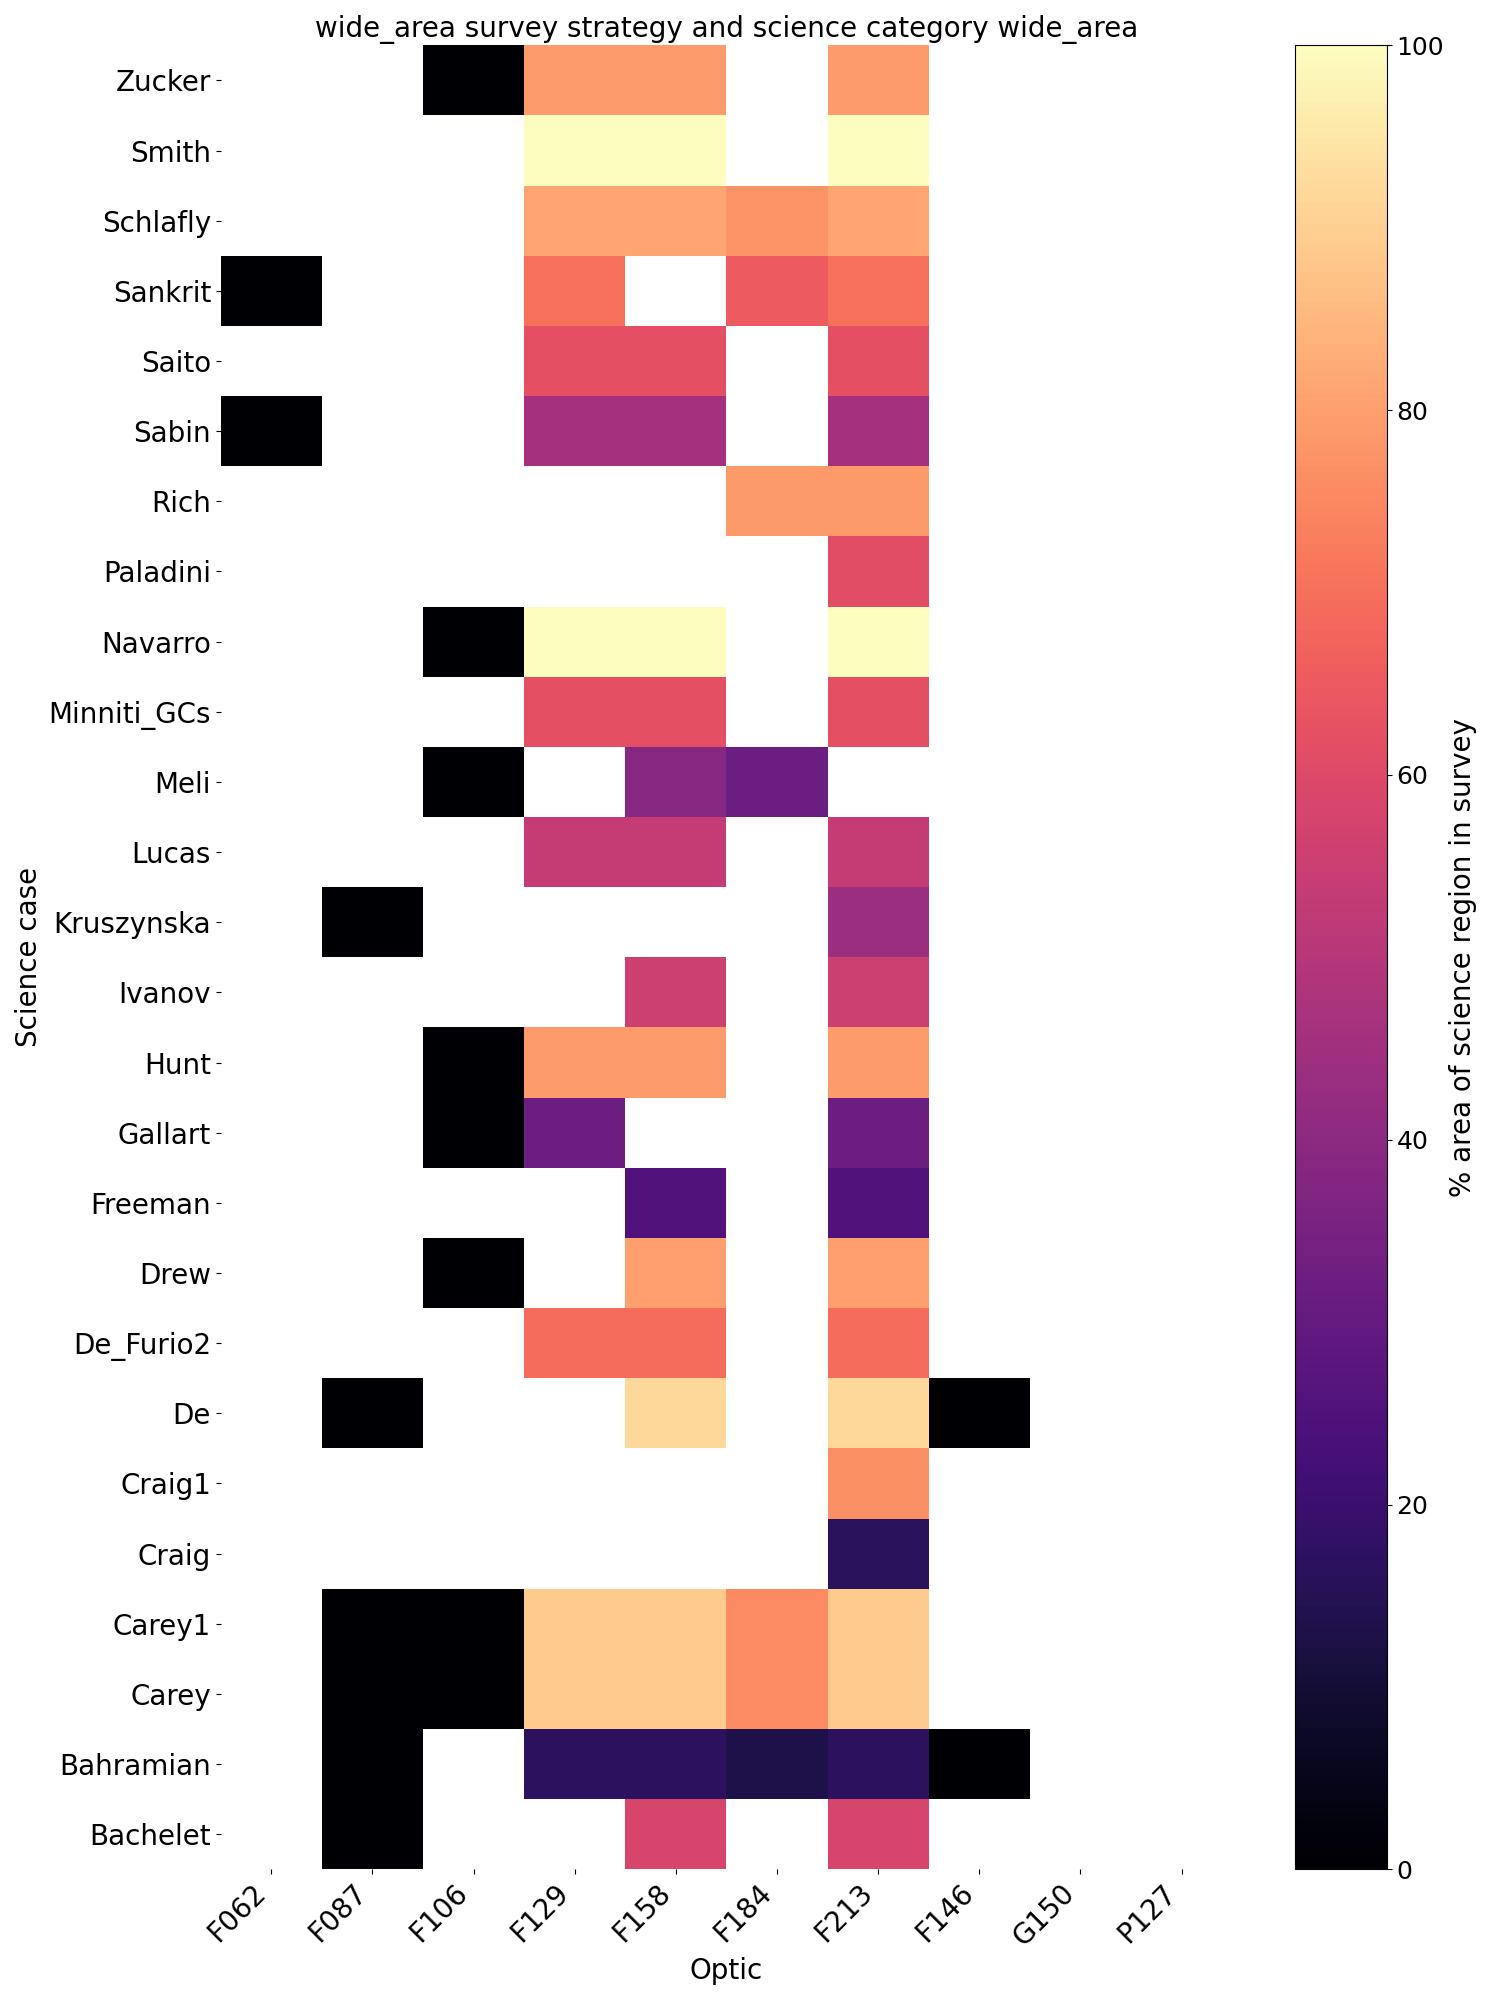 wide_area survey strategy and science category wide_area
Zucker
Smith
Schlafly
Sankrit
Saito
Sabin
Rich
Paladini
Navarro
Minniti_GCs
Meli
Lucas
Kruszynska
Ivanov
Hunt
Gallart
Freeman
Drew
De_Furio2
De
Craig1
Craig
Carey1
Carey
Bahramian
Bachelet
Science case
F062
F087
F106
F129
F158
F184
F213
F146
G150
P127
Optic
100
80
60
40
20
0
% area of science region in survey